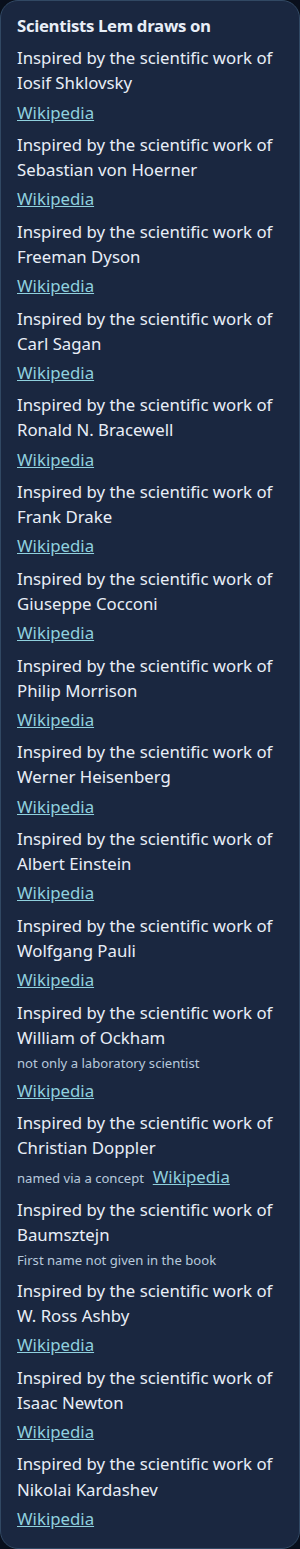 Scientists Lem draws on
Inspired by the scientific work of
Iosif Shklovsky
Wikipedia
Inspired by the scientific work of
Sebastian von Hoerner
Wikipedia
Inspired by the scientific work of
Freeman Dyson
Wikipedia
Inspired by the scientific work of
Carl Sagan
Wikipedia
Inspired by the scientific work of
Ronald N. Bracewell
Wikipedia
Inspired by the scientific work of
Frank Drake
Wikipedia
Inspired by the scientific work of
Giuseppe Cocconi
Wikipedia
Inspired by the scientific work of
Philip Morrison
Wikipedia
Inspired by the scientific work of
Werner Heisenberg
Wikipedia
Inspired by the scientific work of
Albert Einstein
Wikipedia
Inspired by the scientific work of
Wolfgang Pauli
Wikipedia
Inspired by the scientific work of
William of Ockham
not only a laboratory scientist
Wikipedia
Inspired by the scientific work of
Christian Doppler
named via a concept Wikipedia
Inspired by the scientific work of
Baumsztejn
First name not given in the book
Inspired by the scientific work of
W. Ross Ashby
Wikipedia
Inspired by the scientific work of
Isaac Newton
Wikipedia
Inspired by the scientific work of
Nikolai Kardashev
Wikipedia